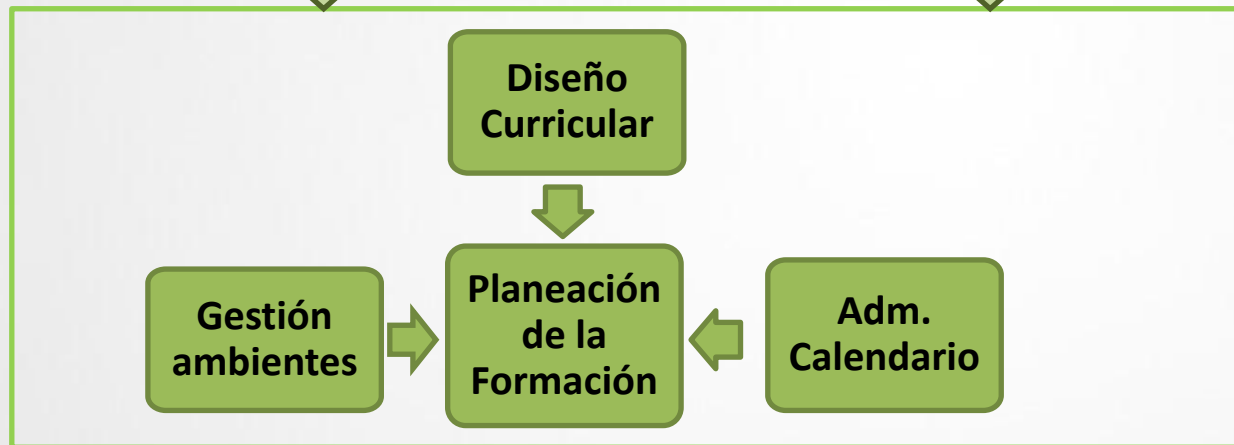 Diseño
Curricular
Gestión
ambientes
Planeación
de la
Formación
Adm.
Calendario